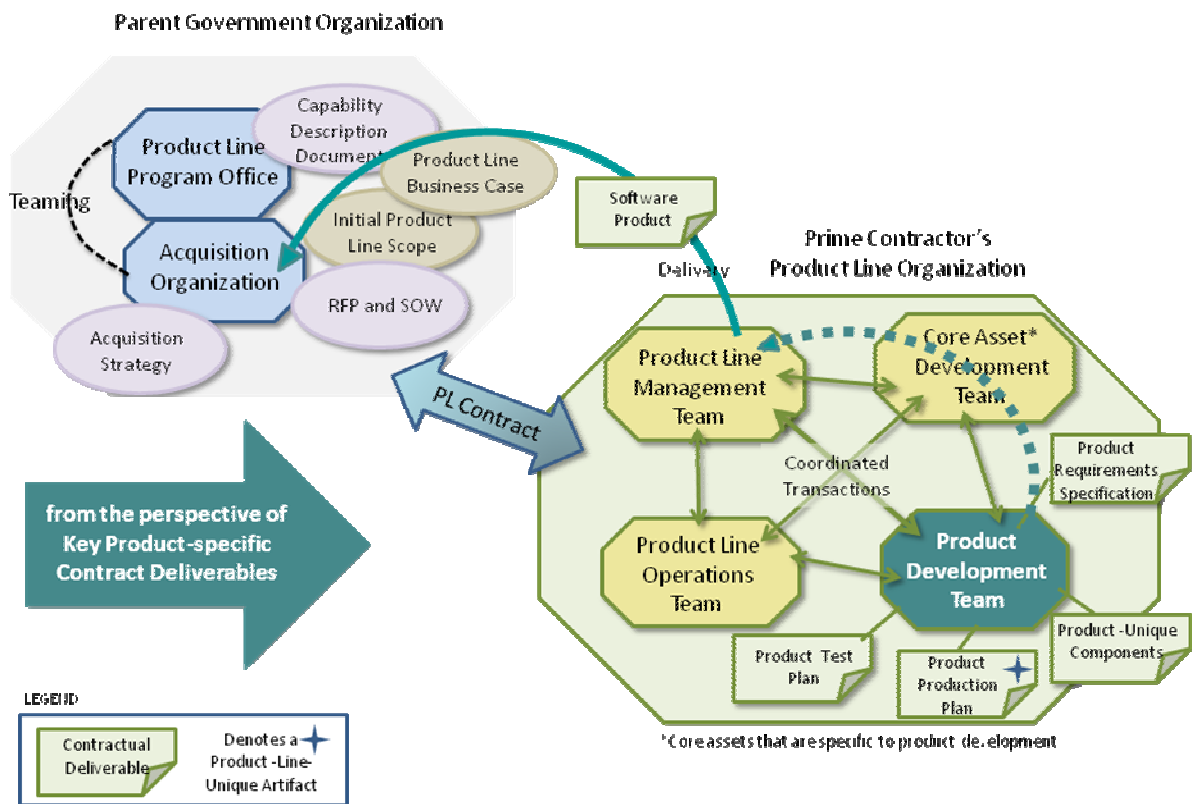 Parent Government Organization
Capability
Description
Document
Product Line
Program Office
Product Line
Business Case
Teaming
Initial Product
Line Scope
Acquisition
Organization
RFP and SOW
Acquisition
Strategy
Software
Product
Delivery
Prime Contractor's
Product Line Organization
PL Contract
Product Line
Management
Team
Core Asset*
Development
Team
Coordinated
Transactions
Product
Requirements
Specification
Product Line
Operations
Team
Product
Development
Team
Product Test
Plan
Product
Production
Plan
Product -Unique
Components
from the perspective of
Key Product-specific
Contract Deliverables
LEGEND
Contractual
Deliverable
Denotes a
Product -Line-
Unique Artifact
*Core assets that are specific to product development